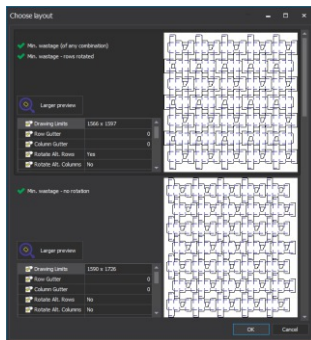 Choose layout
Min. wastage (of any combination)
Min. wastage - rows rotated
Larger preview
Drawing Limits 1566 x 1597
Row Gutter 0
Column Gutter 0
Rotate Alt. Rows Yes
Rotate Alt. Columns No
Min. wastage - no rotation
Larger preview
Drawing Limits 1590 x 1726
Row Gutter 0
Column Gutter 0
Rotate Alt. Rows No
Rotate Alt. Columns No
OK Cancel